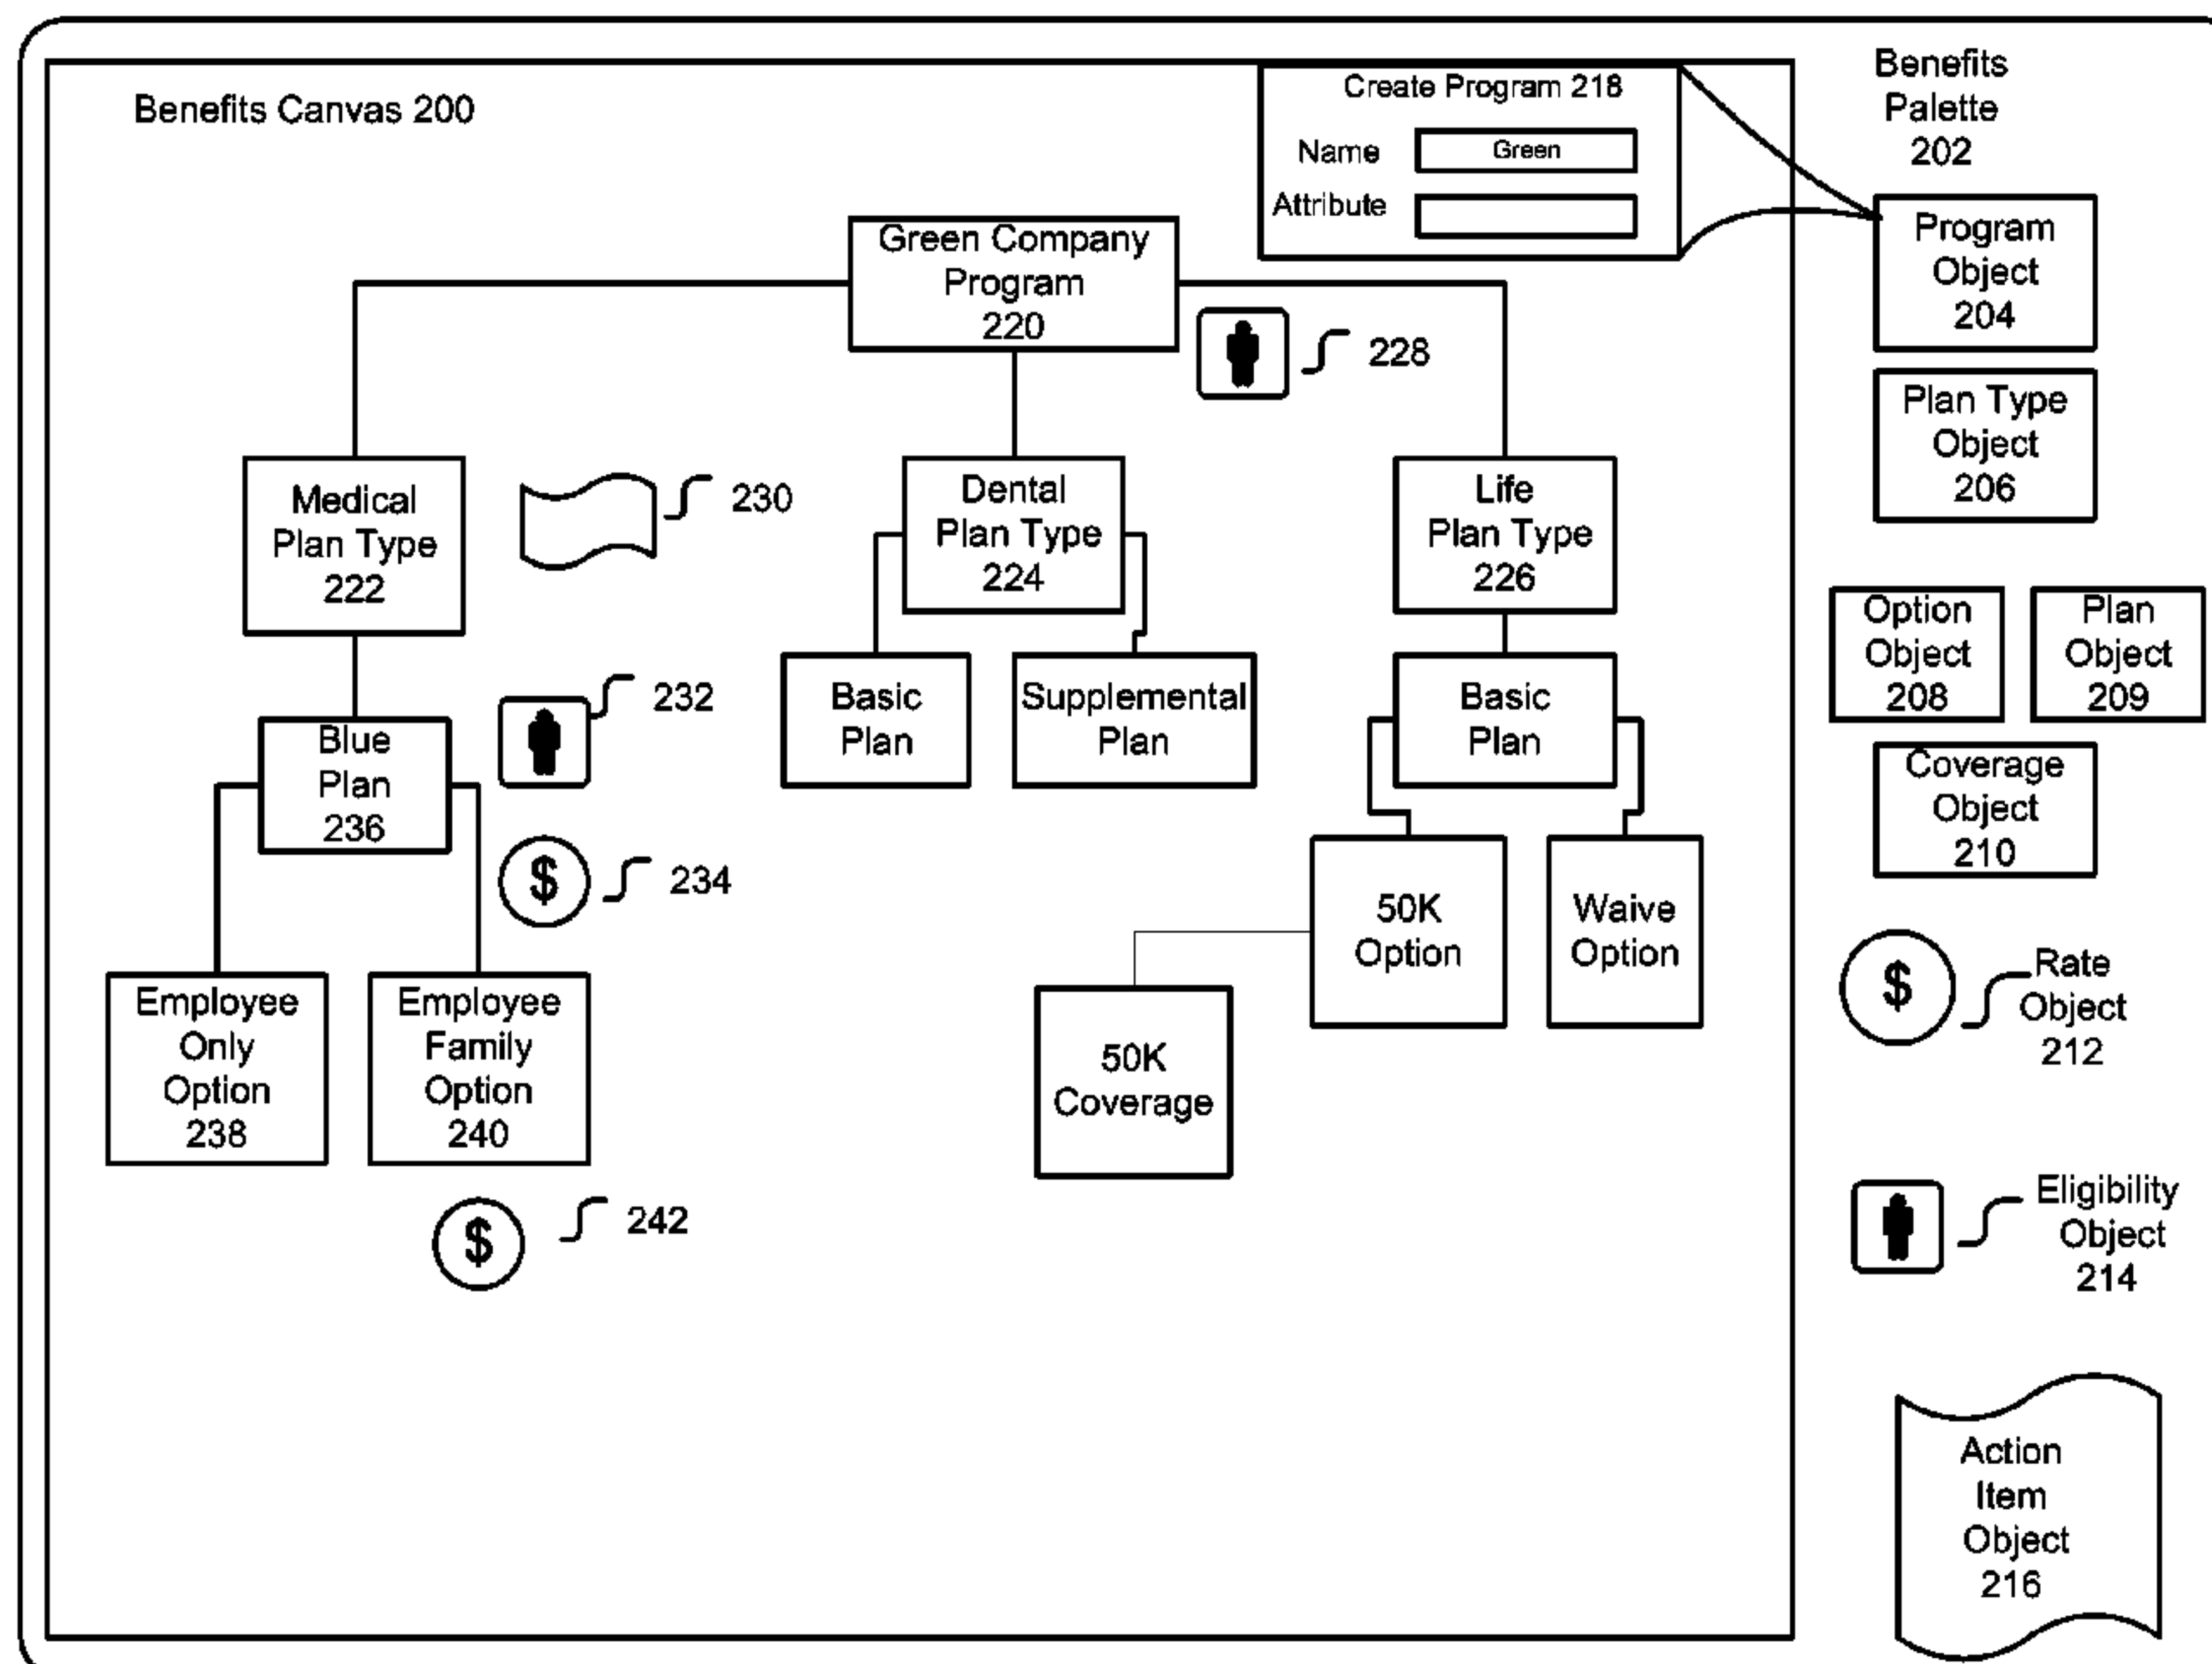 Benefits Canvas 200
Create Program 218
Name
Green
Attribute
Benefits
Palette
202
Green Company
Program
220
228
Program
Object
204
Plan Type
Object
206
Medical
Plan Type
222
230
Dental
Plan Type
224
Life
Plan Type
226
Option
Object
208
Plan
Object
209
Blue
Plan
236
232
Basic
Plan
Supplemental
Plan
Basic
Plan
Coverage
Object
210
$
234
50K
Option
Waive
Option
$
Rate
Object
212
Employee
Only
Option
238
Employee
Family
Option
240
50K
Coverage
$
242
Eligibility
Object
214
Action
Item
Object
216